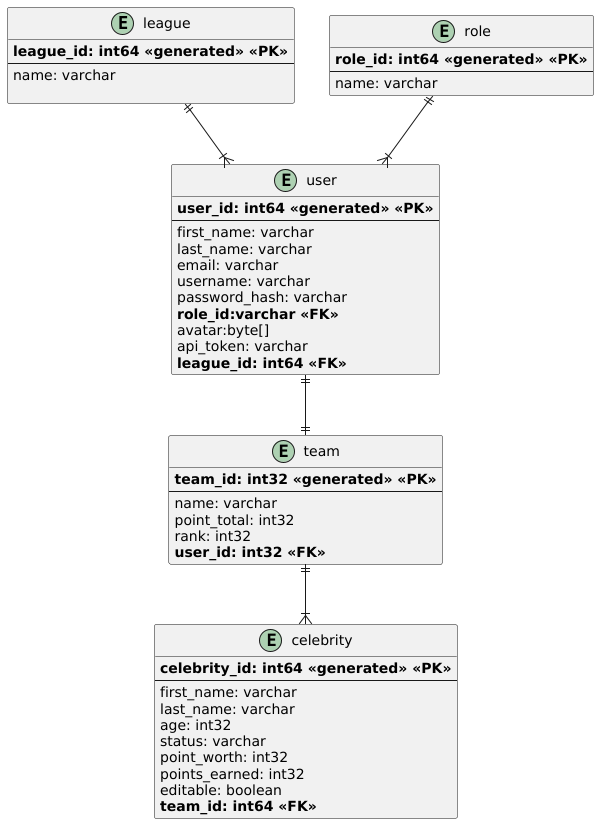 E league
league_id: int64 «generated» «PK»
name: varchar
E role
role_id: int64 «generated» «PK»
name: varchar
E user
user_id: int64 «generated» «PK»
first_name: varchar
last_name: varchar
email: varchar
username: varchar
password_hash: varchar
role_id:varchar «FK»
avatar:byte[]
api_token: varchar
league_id: int64 «FK»
E team
team_id: int32 «generated» «PK»
name: varchar
point_total: int32
rank: int32
user_id: int32 «FK»
E celebrity
celebrity_id: int64 «generated» «PK»
first_name: varchar
last_name: varchar
age: int32
status: varchar
point_worth: int32
points_earned: int32
editable: boolean
team_id: int64 «FK»